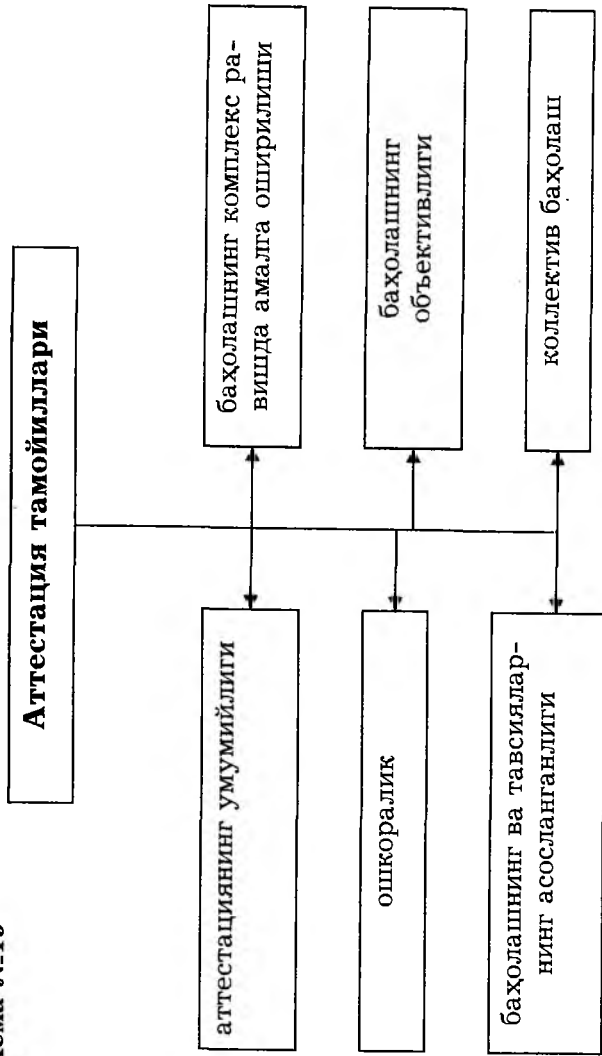 Аттестация тамойиллари
аттестациянинг умумийлиги
баҳолашнинг комплекс ра-
вишда амалга оширилиши
ошкоралик
баҳолашнинг
объективлиги
баҳолашнинг ва тавсиялар-
нинг асосланганлиги
коллектив баҳолаш